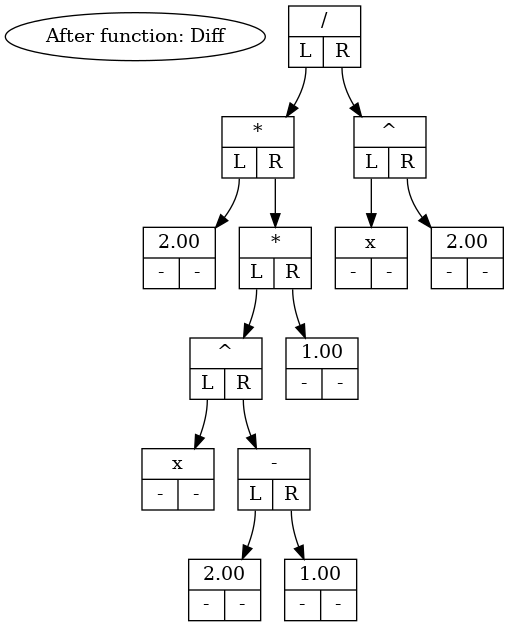 After function: Diff
/
L R
*
L R
^
L R
2.00
- -
*
L R
x
- -
2.00
- -
^
L R
1.00
- -
x
- -
-
L R
2.00
- -
1.00
- -